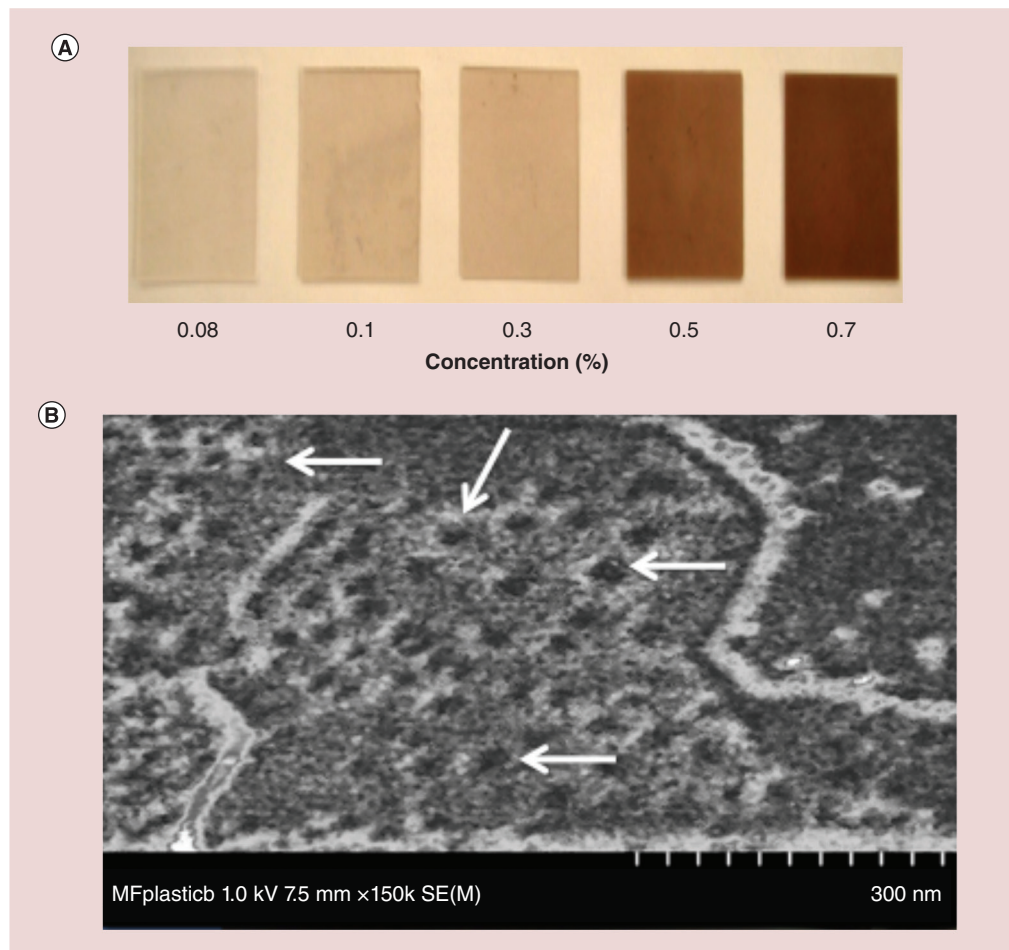 A
0.08 0.1 0.3 0.5 0.7
Concentration (%)
B
MFplasticb 1.0 kV 7.5 mm ×150k SE(M) 300 nm